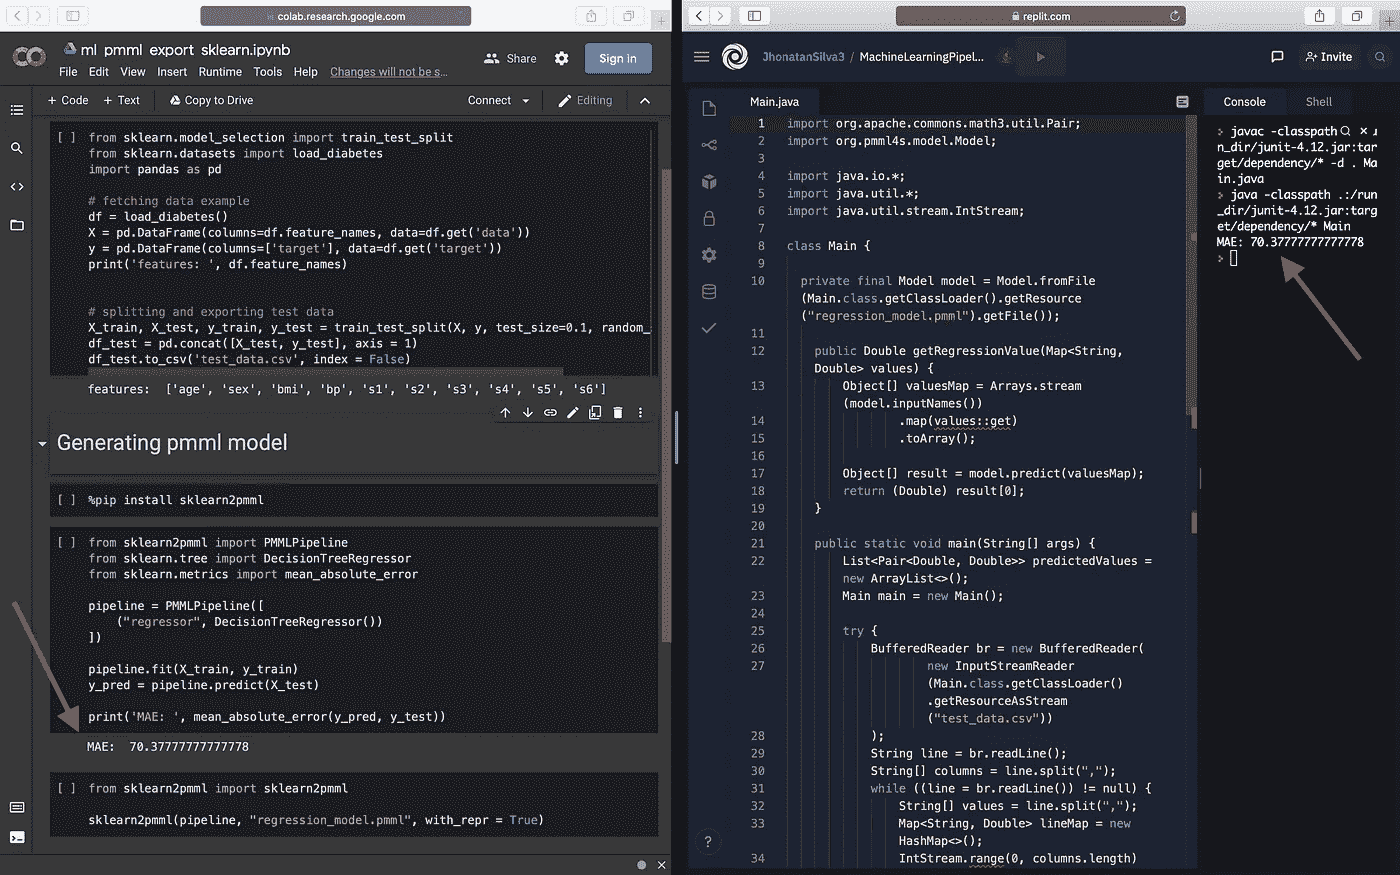 colab.research.google.com
ml pmml export sklearn.ipynb
File Edit View Insert Runtime Tools Help Changes will not be s...
Share
Sign in
+ Code + Text Copy to Drive
Connect
Editing
[ ] from sklearn.model_selection import train_test_split
from sklearn.datasets import load_diabetes
import pandas as pd
# fetching data example
df = load_diabetes()
X = pd.DataFrame(columns=df.feature_names, data=df.get('data'))
y = pd.DataFrame(columns=['target'], data=df.get('target'))
print('features: ', df.feature_names)
# splitting and exporting test data
X_train, X_test, y_train, y_test = train_test_split(X, y, test_size=0.1, random_
df_test = pd.concat([X_test, y_test], axis = 1)
df_test.to_csv('test_data.csv', index = False)
features:  ['age', 'sex', 'bmi', 'bp', 's1', 's2', 's3', 's4', 's5', 's6']
Generating pmml model
[ ] %pip install sklearn2pmml
[ ] from sklearn2pmml import PMMLPipeline
from sklearn.tree import DecisionTreeRegressor
from sklearn.metrics import mean_absolute_error
pipeline = PMMLPipeline([
("regressor", DecisionTreeRegressor())
])
pipeline.fit(X_train, y_train)
y_pred = pipeline.predict(X_test)
print('MAE: ', mean_absolute_error(y_pred, y_test))
MAE:  70.37777777777778
[ ] from sklearn2pmml import sklearn2pmml
sklearn2pmml(pipeline, "regression_model.pmml", with_repr = True)
replit.com
JhonatanSilva3 / MachineLearningPipel...
Invite
Main.java
1 import org.apache.commons.math3.util.Pair;
2 import org.pmml4s.model.Model;
3
4 import java.io.*;
5 import java.util.*;
6 import java.util.stream.IntStream;
7
8 class Main {
9
10 private final Model model = Model.fromFile
(Main.class.getClassLoader().getResource
("regression_model.pmml").getFile());
11
12 public Double getRegressionValue(Map<String,
Double> values) {
13 Object[] valuesMap = Arrays.stream
(model.inputNames())
14 .map(values::get)
15 .toArray();
16
17 Object[] result = model.predict(valuesMap);
18 return (Double) result[0];
19 }
20
21 public static void main(String[] args) {
22 List<Pair<Double, Double>> predictedValues =
new ArrayList<>();
23 Main main = new Main();
24
25 try {
26 BufferedReader br = new BufferedReader(
27 new InputStreamReader
(Main.class.getClassLoader()
.getResourceAsStream
("test_data.csv"))
28 );
29 String line = br.readLine();
30 String[] columns = line.split(",");
31 while ((line = br.readLine()) != null) {
32 String[] values = line.split(",");
33 Map<String, Double> lineMap = new
HashMap<>();
34 IntStream.range(0, columns.length)
?
Console Shell
> javac -classpath
n_dir/junit-4.12.jar:tar
get/dependency/* -d . Ma
in.java
> java -classpath .:/run
_dir/junit-4.12.jar:targ
et/dependency/* Main
MAE: 70.37777777777778
>